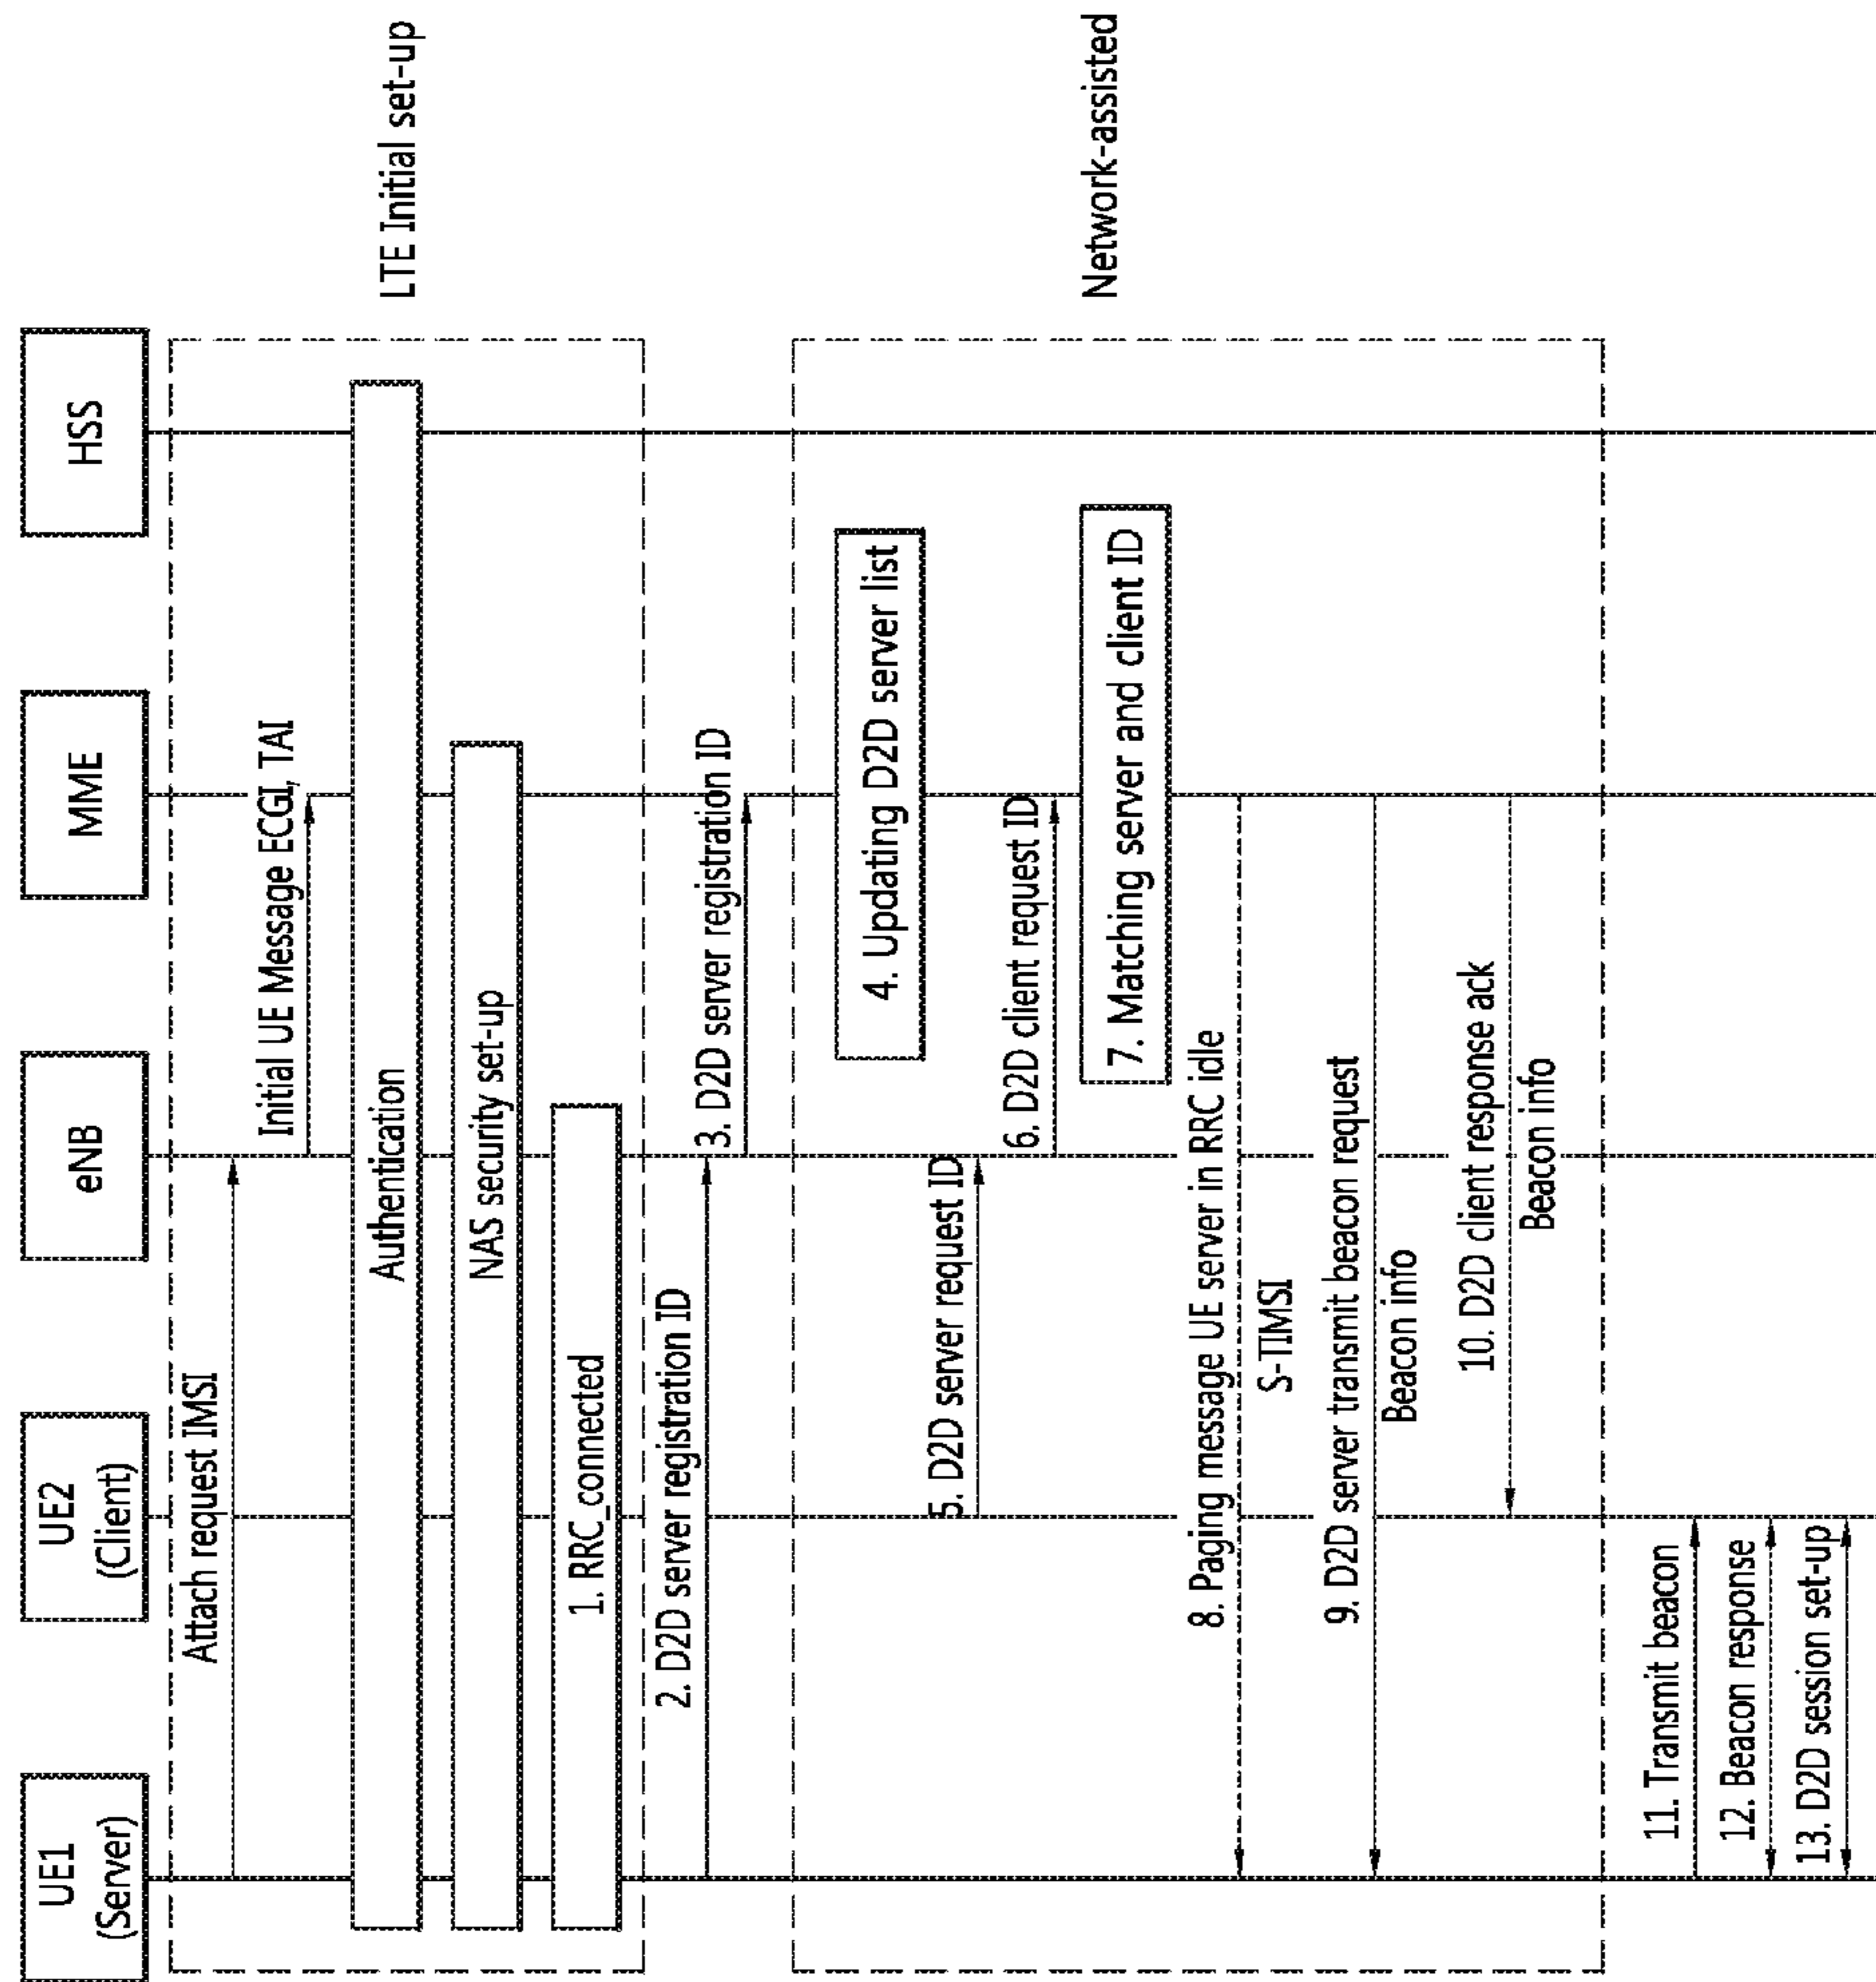 UE1
(Server)
UE2
(Client)
eNB
MME
HSS
LTE Initial set-up
Attach request IMSI
Initial UE Message ECGI, TAI
Authentication
NAS security set-up
1. RRC_connected
2. D2D server registration ID
3. D2D server registration ID
Network-assisted
4. Updating D2D server list
5. D2D server request ID
6. D2D client request ID
7. Matching server and client ID
8. Paging message UE server in RRC idle
S-TIMSI
9. D2D server transmit beacon request
Beacon info
10. D2D client response ack
Beacon info
11. Transmit beacon
12. Beacon response
13. D2D session set-up